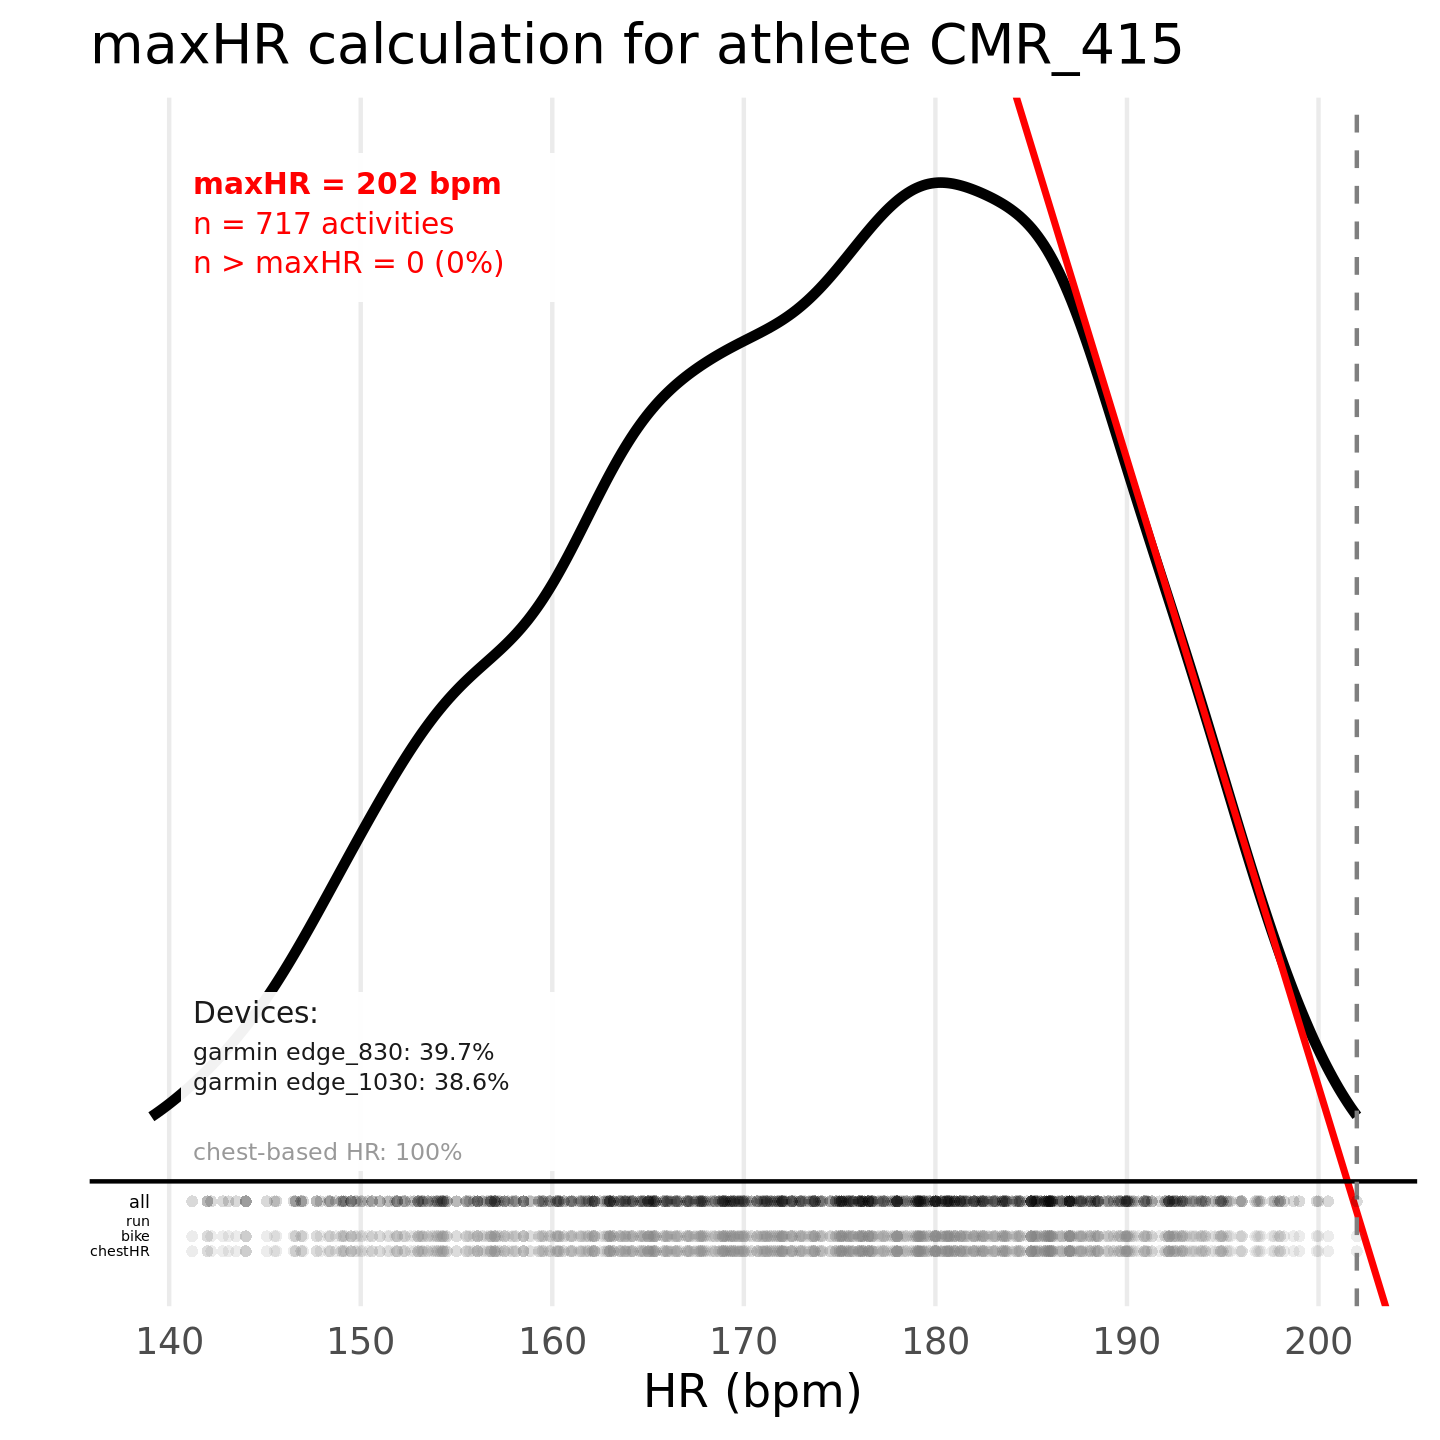 maxHR calculation for athlete CMR_415
maxHR = 202 bpm
n = 717 activities
n > maxHR = 0 (0%)
Devices:
garmin edge_830: 39.7%
garmin edge_1030: 38.6%
chest-based HR: 100%
all
run
bike
chestHR
140 150 160 170 180 190 200
HR (bpm)